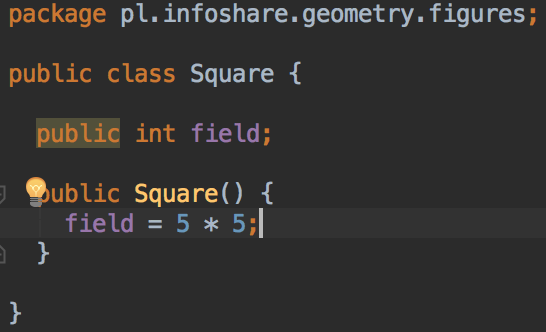 package pl.infoshare.geometry.figures;
public class Square {
public int field;
public Square() {
field = 5 * 5;
}
}